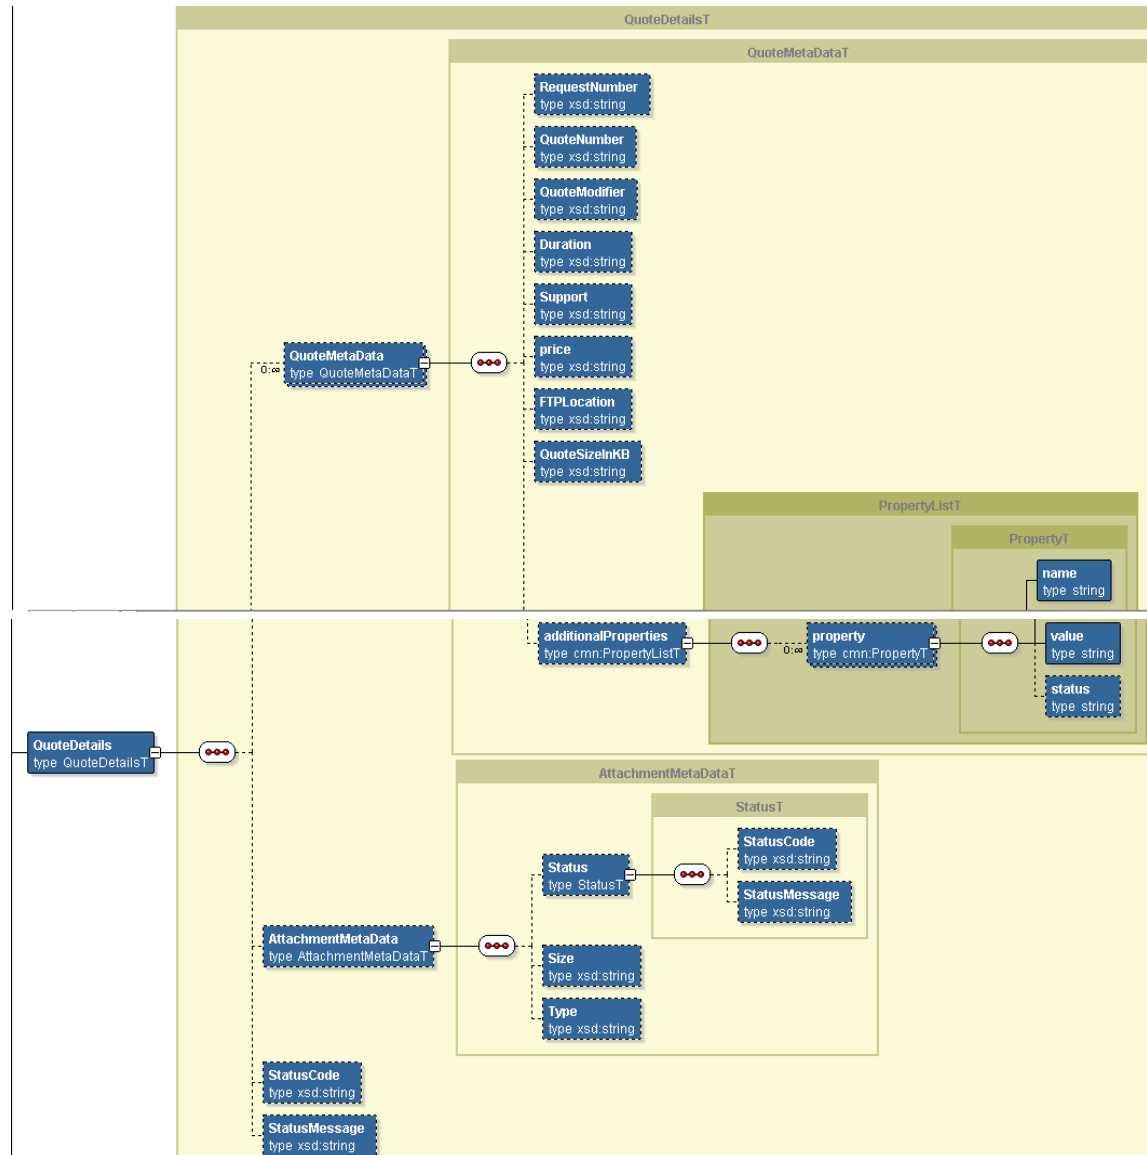 QuoteDetailsT
QuoteMetaDataT
RequestNumber
type xsd:string
QuoteNumber
type xsd:string
QuoteModifier
type xsd:string
Duration
type xsd:string
Support
type xsd:string
price
type xsd:string
QuoteMetaData
type QuoteMetaDataT
0:∞
FTPLocation
type xsd:string
QuoteSizeInKB
type xsd:string
PropertyListT
PropertyT
name
type string
additionalProperties
type cmn:PropertyListT
0:∞
property
type cmn:PropertyT
value
type string
status
type string
QuoteDetails
type QuoteDetailsT
AttachmentMetaDataT
StatusT
StatusCode
type xsd:string
Status
type StatusT
StatusMessage
type xsd:string
AttachmentMetaData
type AttachmentMetaDataT
Size
type xsd:string
Type
type xsd:string
StatusCode
type xsd:string
StatusMessage
type xsd:string